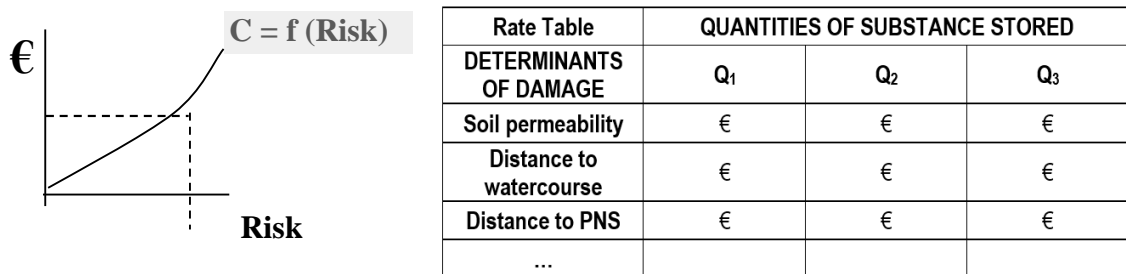 C = f (Risk)
€
Risk
Rate Table QUANTITIES OF SUBSTANCE STORED
DETERMINANTS
OF DAMAGE Q₁ Q₂ Q₃
Soil permeability € € €
Distance to
watercourse € € €
Distance to PNS € € €
...